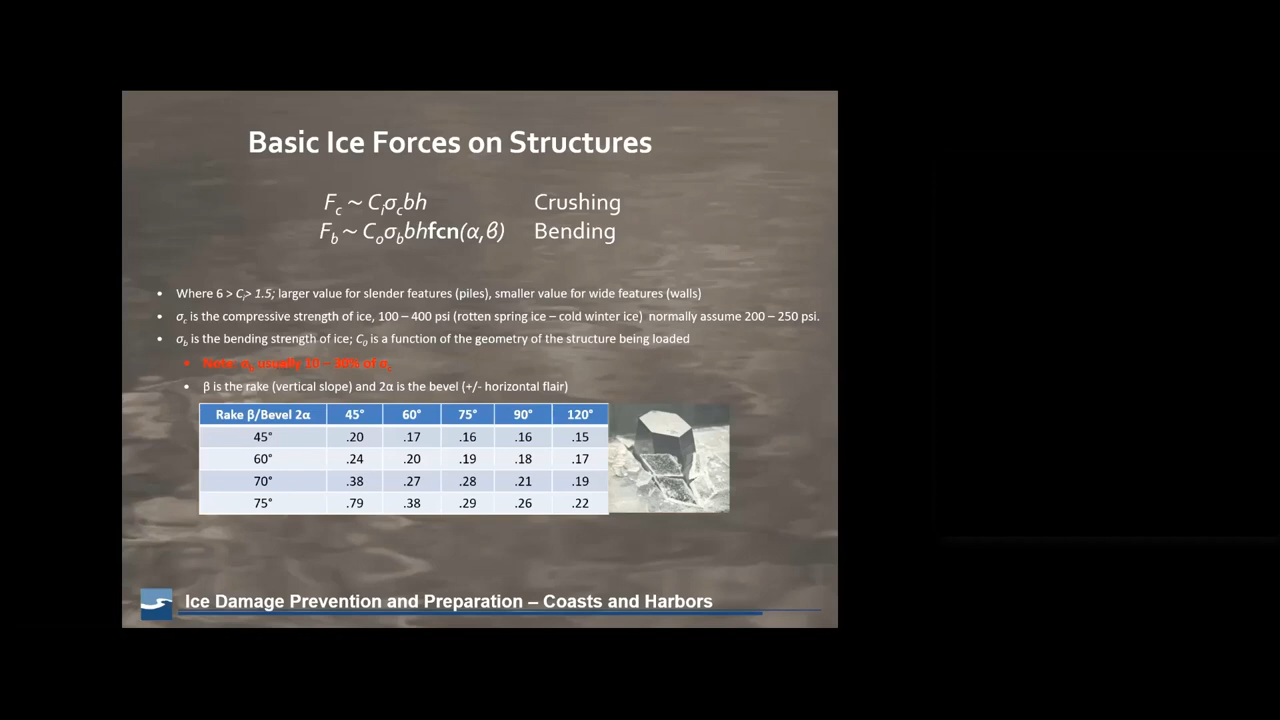 Basic Ice Forces on Structures
Fc ~ Ciσcbh Crushing
Fb ~ Coσbbhfcn(α,β) Bending
• Where 6 > Ci> 1.5; larger value for slender features (piles), smaller value for wide features (walls)
• σc is the compressive strength of ice, 100 – 400 psi (rotten spring ice – cold winter ice) normally assume 200 – 250 psi.
• σb is the bending strength of ice; C0 is a function of the geometry of the structure being loaded
• Note: σb usually 10 – 30% of σc
• β is the rake (vertical slope) and 2α is the bevel (+/- horizontal flair)
Rake β/Bevel 2α 45° 60° 75° 90° 120°
45° .20 .17 .16 .16 .15
60° .24 .20 .19 .18 .17
70° .38 .27 .28 .21 .19
75° .79 .38 .29 .26 .22
Ice Damage Prevention and Preparation – Coasts and Harbors